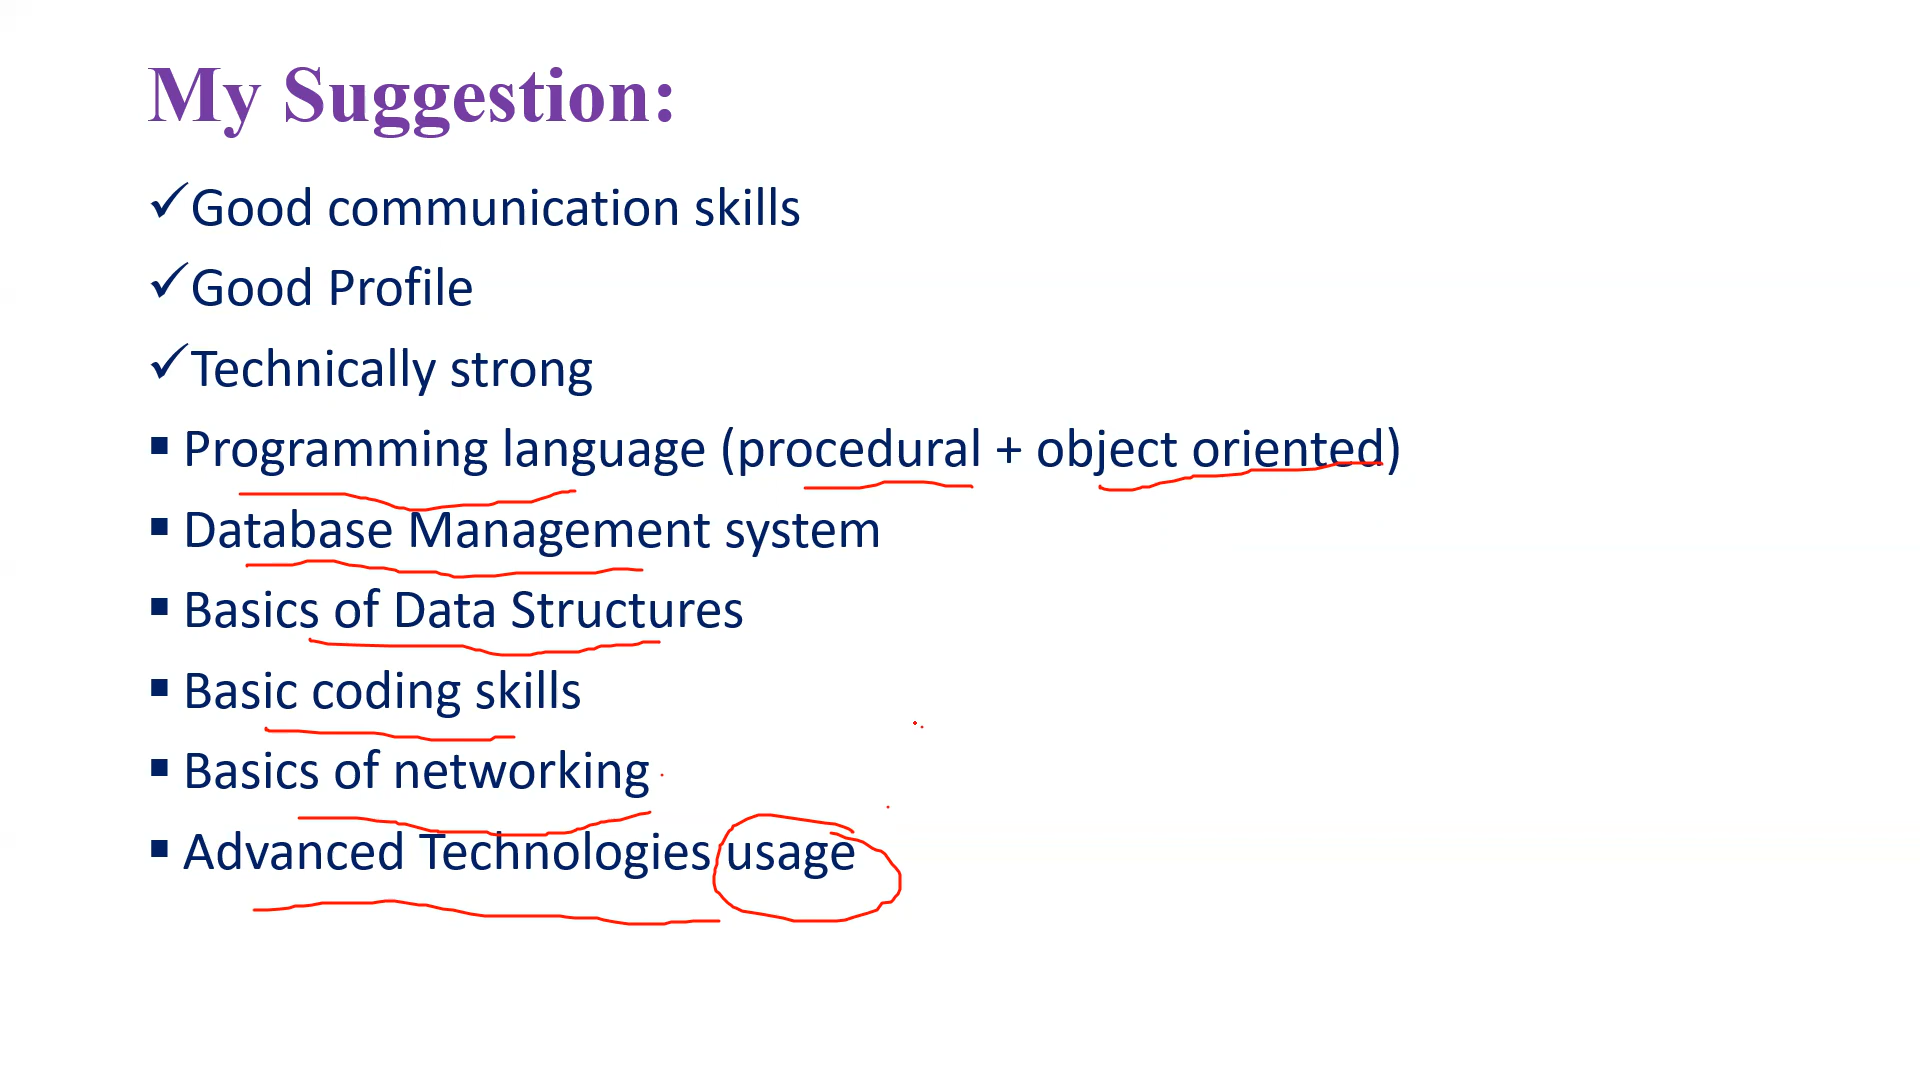 My Suggestion:
✓Good communication skills
✓Good Profile
✓Technically strong
▪ Programming language (procedural + object oriented)
▪ Database Management system
▪ Basics of Data Structures
▪ Basic coding skills
▪ Basics of networking
▪ Advanced Technologies usage